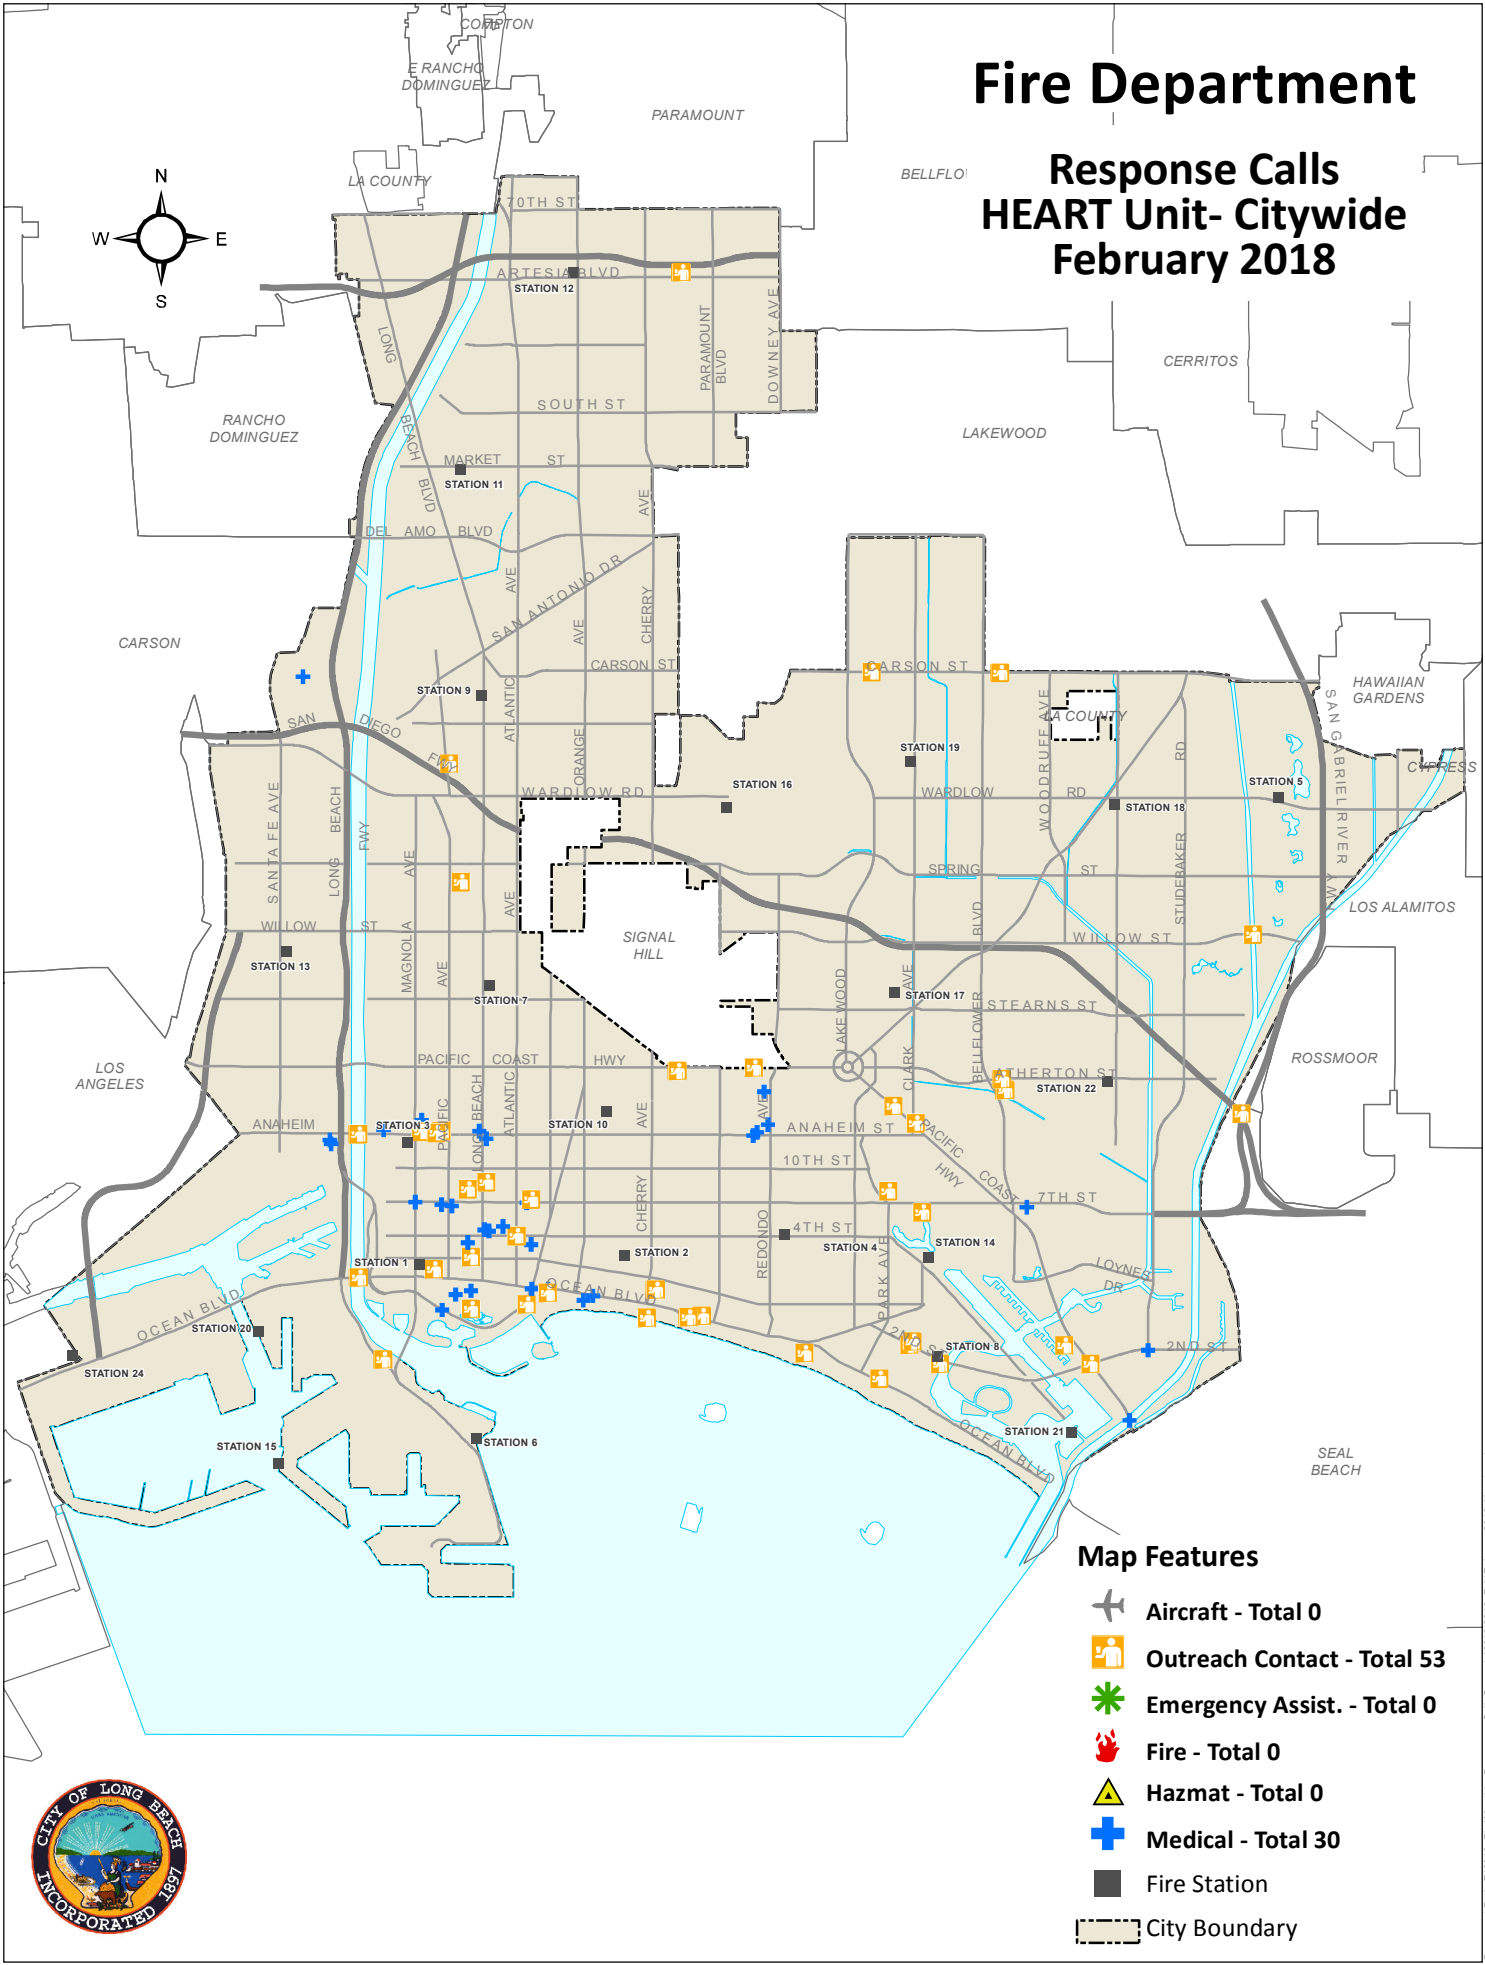 Fire Department
Response Calls
HEART Unit- Citywide
February 2018
COMPTON
E RANCHO
DOMINGUEZ
PARAMOUNT
LA COUNTY
BELLFLO
N
W
E
S
70TH ST
ARTESIA BLVD
STATION 12
LONG
BEACH
BLVD
PARAMOUNT
BLVD
DOWNEY AVE
CERRITOS
RANCHO
DOMINGUEZ
SOUTH ST
LAKEWOOD
MARKET
ST
STATION 11
AVE
DEL AMO BLVD
SAN ANTONIO DR
AVE
AVE
CHERRY
CARSON
CARSON ST
CARSON ST
HAWAIIAN
GARDENS
STATION 9
ATLANTIC
LA COUNTY
SAN
DIEGO
FWY
ORANGE
WOODRUFF AVE
RD
SAN GABRIEL RIVER
FWY
STATION 19
CYPRESS
STATION 16
STATION 5
WARDLOW RD
WARDLOW
RD
STATION 18
SANTA FE AVE
LONG
BEACH
FWY
AVE
AVE
SPRING
ST
STUDEBAKER
LOS ALAMITOS
WILLOW
ST
MAGNOLIA
SIGNAL
HILL
BLVD
WILLOW ST
STATION 13
AVE
STATION 7
LAKEWOOD
AVE
STATION 17
BELLFLOWER
STEARNS ST
PACIFIC
COAST
HWY
LOS
ANGELES
ROSSMOOR
CLARK
ATHERTON ST
STATION 22
LONG BEACH
ATLANTIC
PACIFIC
STATION 10
AVE
AVE
ANAHEIM
STATION 3
ANAHEIM ST
PACIFIC
COAST
HWY
10TH ST
7TH ST
CHERRY
REDONDO
4TH ST
STATION 4
STATION 14
STATION 2
STATION 1
PARK AVE
LOYNES
DR
OCEAN BLVD
OCEAN BLVD
STATION 20
2ND S
STATION 8
2ND ST
STATION 24
STATION 21
OCEAN BLVD
STATION 15
STATION 6
SEAL
BEACH
Map Features
Aircraft - Total 0
Outreach Contact - Total 53
Emergency Assist. - Total 0
Fire - Total 0
Hazmat - Total 0
Medical - Total 30
Fire Station
City Boundary
CITY OF LONG BEACH
INCORPORATED 1897